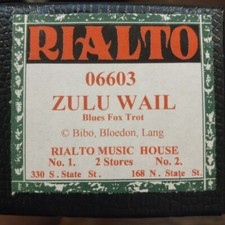 RIALTO
06603
ZULU WAIL
Blues Fox Trot
© Bibo, Bloedon, Lang
RIALTO MUSIC HOUSE
No. 1. 2 Stores No. 2.
330 S. State St. 168 N. State St.